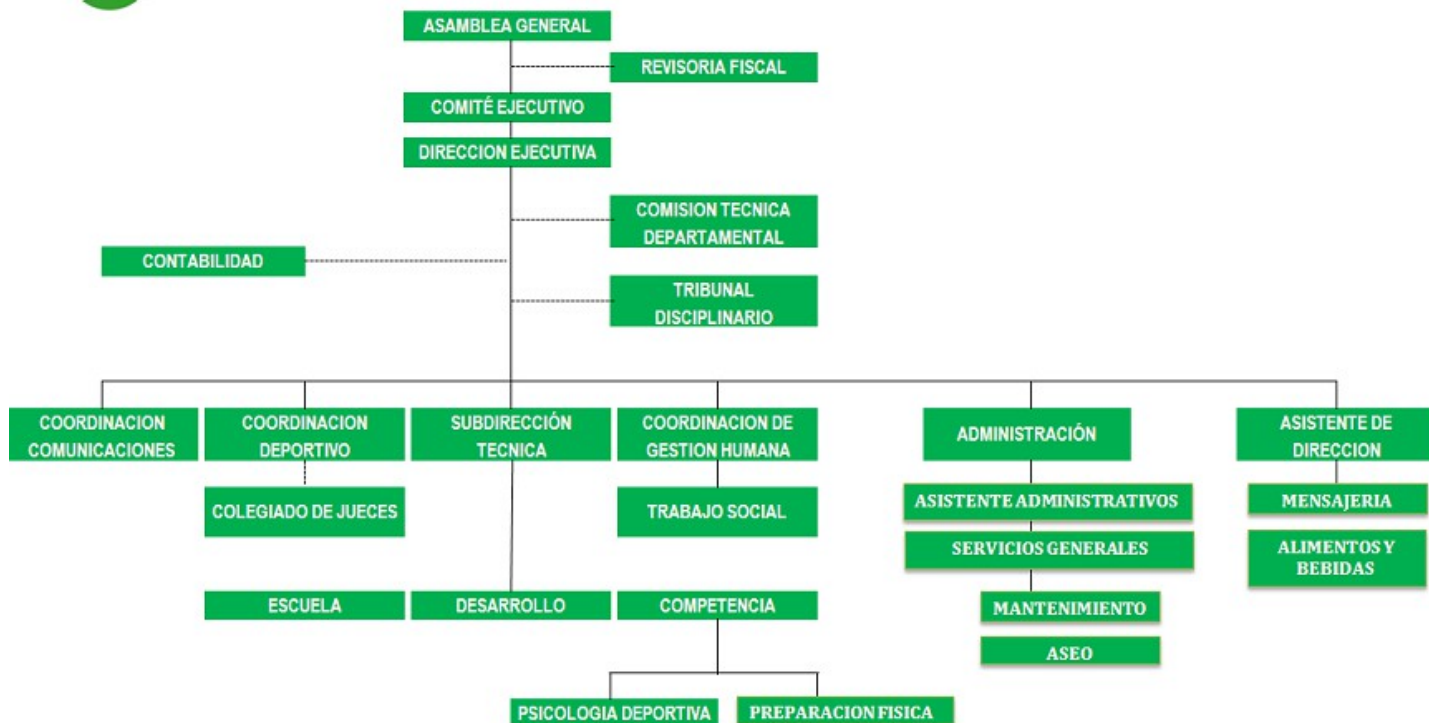 ASAMBLEA GENERAL
REVISORIA FISCAL
COMITÉ EJECUTIVO
DIRECCION EJECUTIVA
COMISION TECNICA
DEPARTAMENTAL
CONTABILIDAD
TRIBUNAL
DISCIPLINARIO
COORDINACION
COMUNICACIONES
COORDINACION
DEPORTIVO
SUBDIRECCIÓN
TECNICA
COORDINACION DE
GESTION HUMANA
ADMINISTRACIÓN
ASISTENTE DE
DIRECCION
COLEGIADO DE JUECES
TRABAJO SOCIAL
ASISTENTE ADMINISTRATIVOS
MENSAJERIA
SERVICIOS GENERALES
ALIMENTOS Y
BEBIDAS
ESCUELA
DESARROLLO
COMPETENCIA
MANTENIMIENTO
ASEO
PSICOLOGIA DEPORTIVA
PREPARACION FISICA